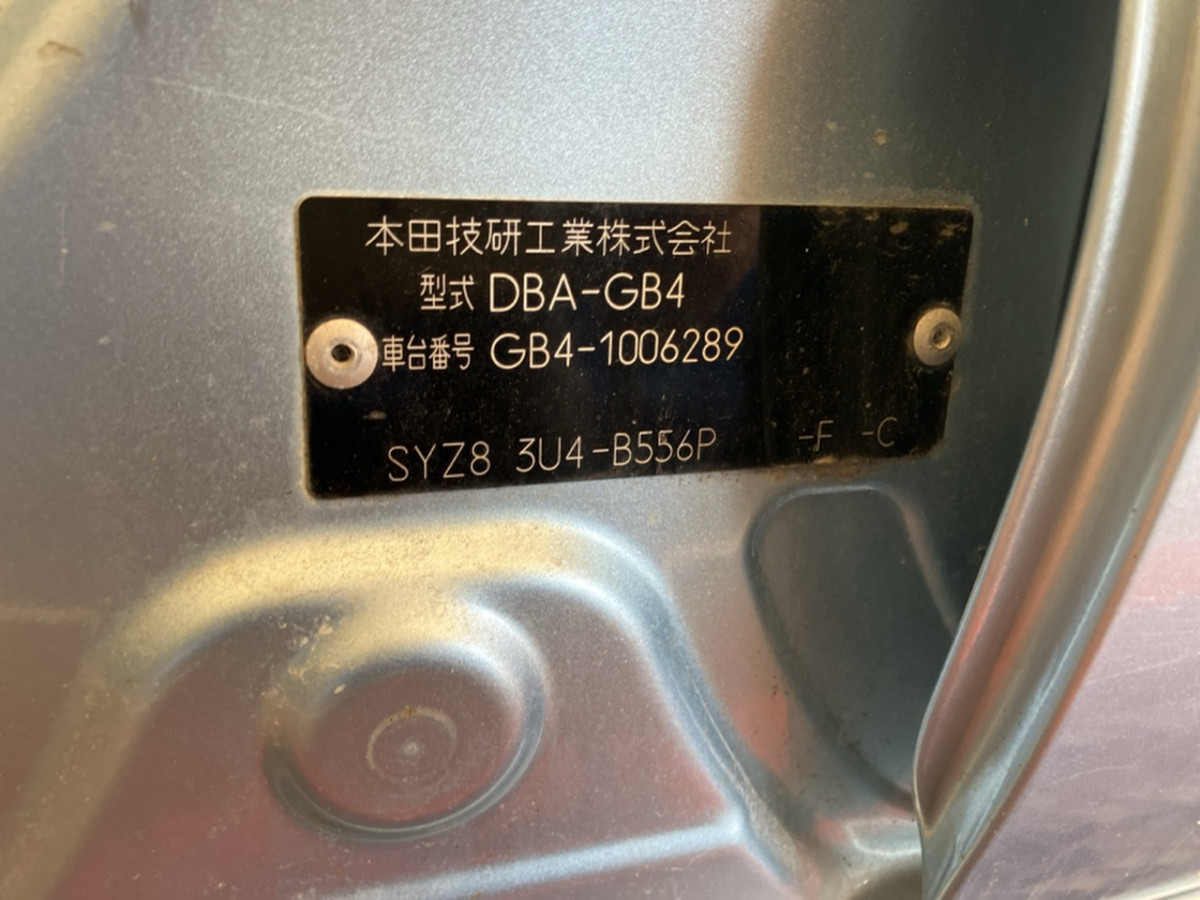 本田技研工業株式会社
型式 DBA-GB4
車台番号 GB4-1006289
SYZ8 3U4-B556P -F -C